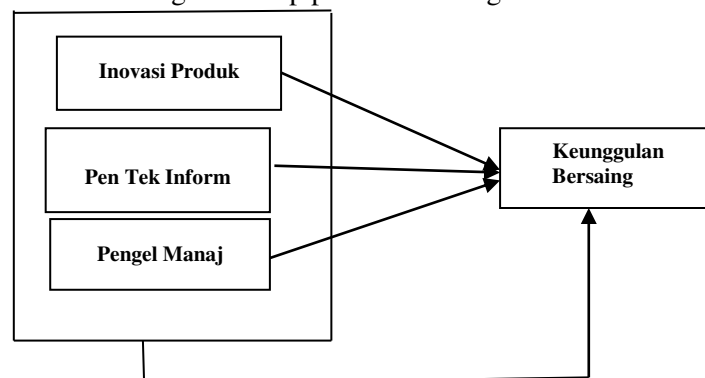 Inovasi Produk
Pen Tek Inform
Pengel Manaj
Keunggulan
Bersaing